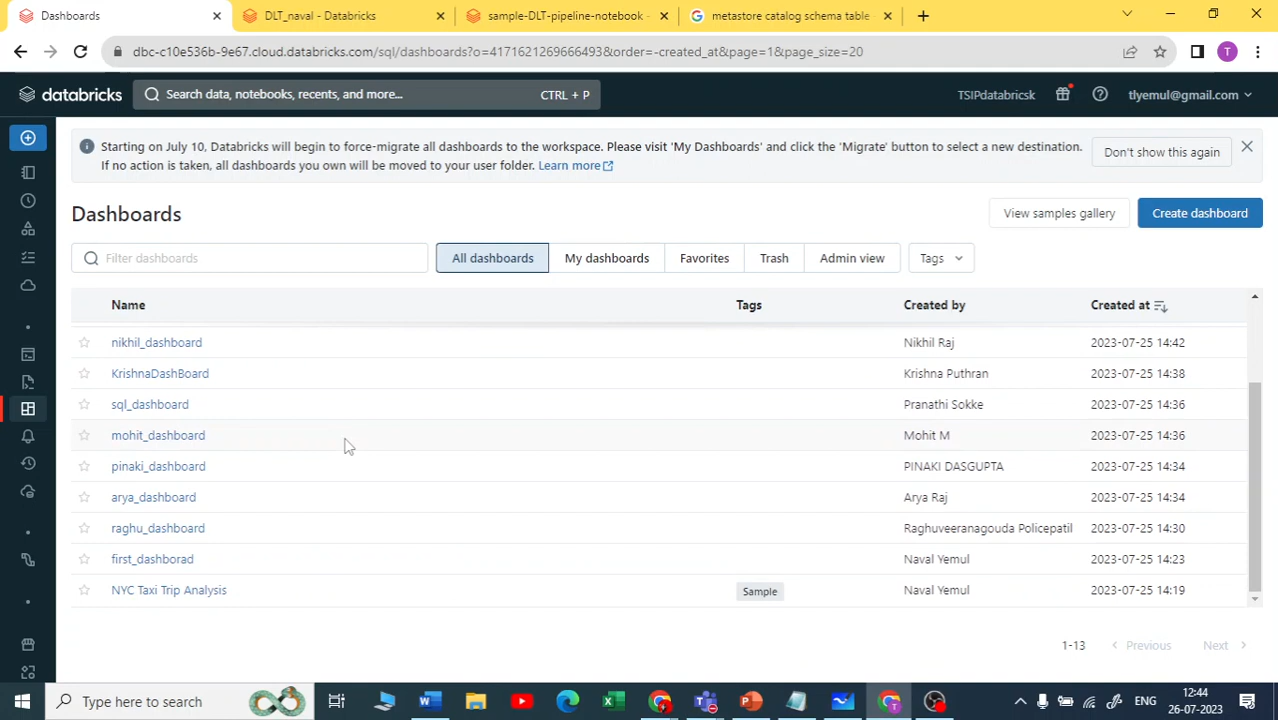 Dashboards
DLT_naval - Databricks
sample-DLT-pipeline-notebook -
metastore catalog schema table -
dbc-c10e536b-9e67.cloud.databricks.com/sql/dashboards?o=4171621269666493&order=-created_at&page=1&page_size=20
T
databricks
Search data, notebooks, recents, and more...
CTRL + P
TSIPdatabricsk
tlyemul@gmail.com
Starting on July 10, Databricks will begin to force-migrate all dashboards to the workspace. Please visit 'My Dashboards' and click the 'Migrate' button to select a new destination.
If no action is taken, all dashboards you own will be moved to your user folder. Learn more
Don't show this again
Dashboards
View samples gallery
Create dashboard
Filter dashboards
All dashboards
My dashboards
Favorites
Trash
Admin view
Tags
Name Tags Created by Created at
nikhil_dashboard Nikhil Raj 2023-07-25 14:42
KrishnaDashBoard Krishna Puthran 2023-07-25 14:38
sql_dashboard Pranathi Sokke 2023-07-25 14:36
mohit_dashboard Mohit M 2023-07-25 14:36
pinaki_dashboard PINAKI DASGUPTA 2023-07-25 14:34
arya_dashboard Arya Raj 2023-07-25 14:34
raghu_dashboard Raghuveeranagouda Policepatil 2023-07-25 14:30
first_dashborad Naval Yemul 2023-07-25 14:23
NYC Taxi Trip Analysis Sample Naval Yemul 2023-07-25 14:19
1-13
Previous
Next
Type here to search
ENG
12:44
26-07-2023